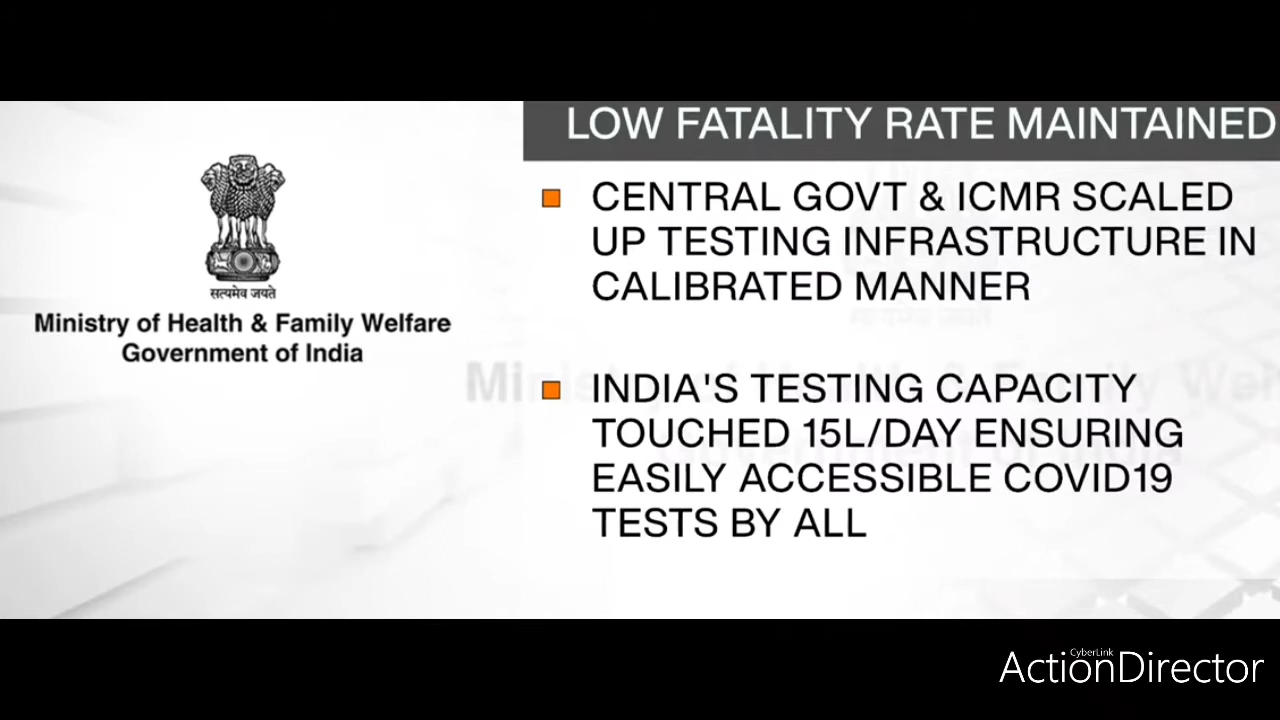 सत्यमेव जयते
Ministry of Health & Family Welfare
Government of India
LOW FATALITY RATE MAINTAINED
CENTRAL GOVT & ICMR SCALED
UP TESTING INFRASTRUCTURE IN
CALIBRATED MANNER
INDIA'S TESTING CAPACITY
TOUCHED 15L/DAY ENSURING
EASILY ACCESSIBLE COVID19
TESTS BY ALL
CyberLink
ActionDirector